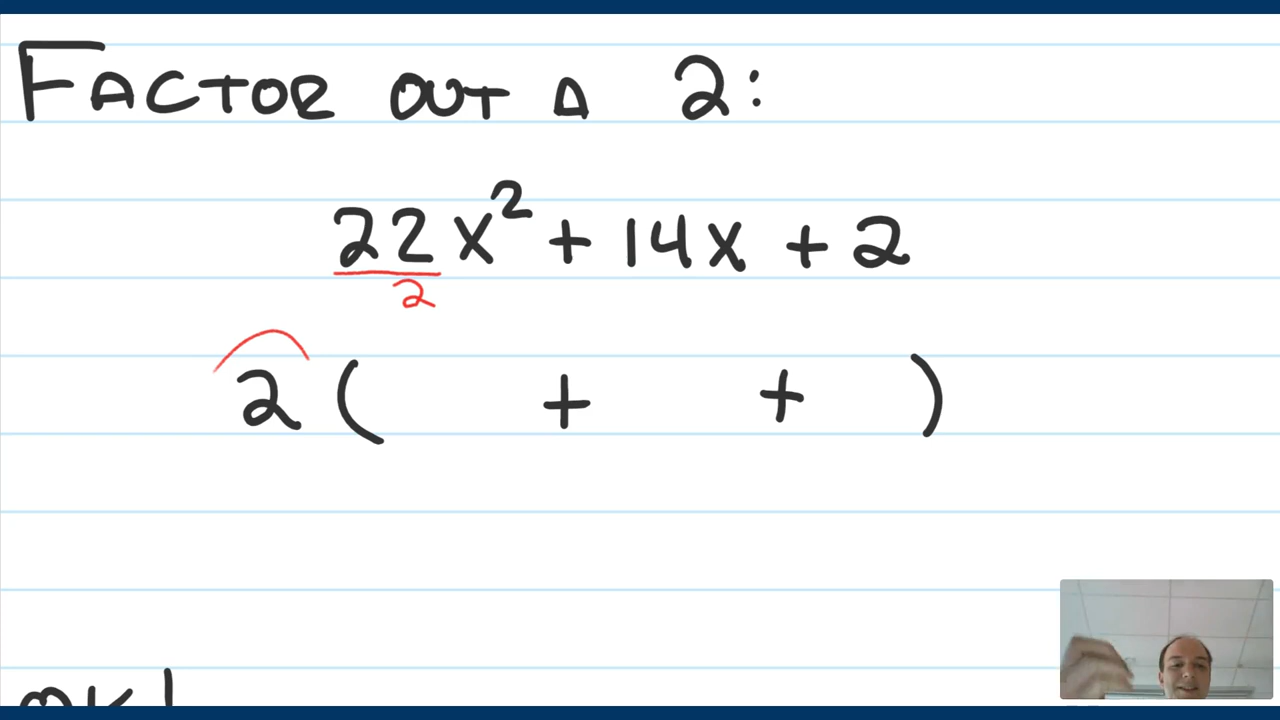 FACTOR OUT A 2:
22x² + 14x + 2
2
2 ( + + )